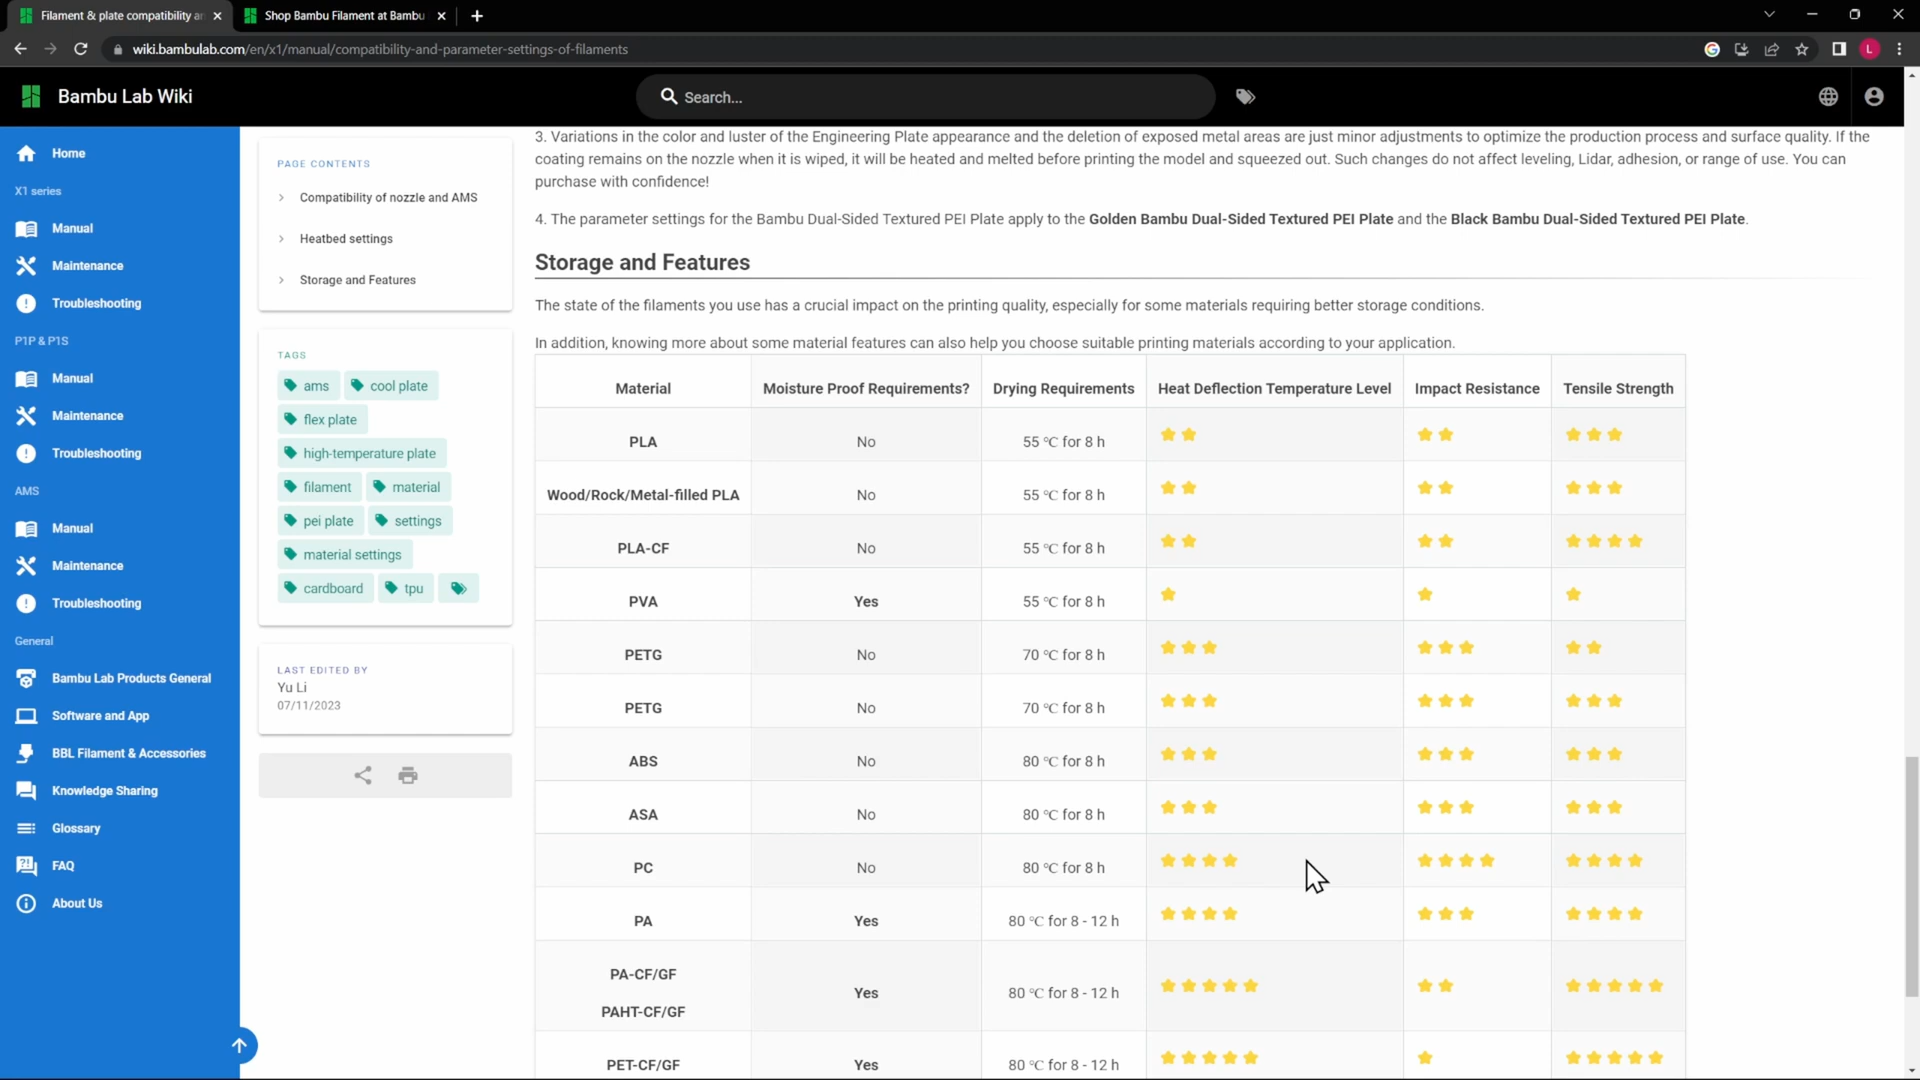 Filament & plate compatibility an
Shop Bambu Filament at Bambu
wiki.bambulab.com/en/x1/manual/compatibility-and-parameter-settings-of-filaments
L
Bambu Lab Wiki
Search...
Home
X1 series
Manual
Maintenance
Troubleshooting
P1P & P1S
Manual
Maintenance
Troubleshooting
AMS
Manual
Maintenance
Troubleshooting
General
Bambu Lab Products General
Software and App
BBL Filament & Accessories
Knowledge Sharing
Glossary
FAQ
About Us
PAGE CONTENTS
Compatibility of nozzle and AMS
Heatbed settings
Storage and Features
TAGS
ams cool plate
flex plate
high-temperature plate
filament material
pei plate settings
material settings
cardboard tpu
LAST EDITED BY
Yu Li
07/11/2023
3. Variations in the color and luster of the Engineering Plate appearance and the deletion of exposed metal areas are just minor adjustments to optimize the production process and surface quality. If the
coating remains on the nozzle when it is wiped, it will be heated and melted before printing the model and squeezed out. Such changes do not affect leveling, Lidar, adhesion, or range of use. You can
purchase with confidence!
4. The parameter settings for the Bambu Dual-Sided Textured PEI Plate apply to the Golden Bambu Dual-Sided Textured PEI Plate and the Black Bambu Dual-Sided Textured PEI Plate.
Storage and Features
The state of the filaments you use has a crucial impact on the printing quality, especially for some materials requiring better storage conditions.
In addition, knowing more about some material features can also help you choose suitable printing materials according to your application.
Material Moisture Proof Requirements? Drying Requirements Heat Deflection Temperature Level Impact Resistance Tensile Strength
PLA No 55 ℃ for 8 h
Wood/Rock/Metal-filled PLA No 55 ℃ for 8 h
PLA-CF No 55 ℃ for 8 h
PVA Yes 55 ℃ for 8 h
PETG No 70 ℃ for 8 h
PETG No 70 ℃ for 8 h
ABS No 80 ℃ for 8 h
ASA No 80 ℃ for 8 h
PC No 80 ℃ for 8 h
PA Yes 80 ℃ for 8 - 12 h
PA-CF/GF
PAHT-CF/GF Yes 80 ℃ for 8 - 12 h
PET-CF/GF Yes 80 ℃ for 8 - 12 h